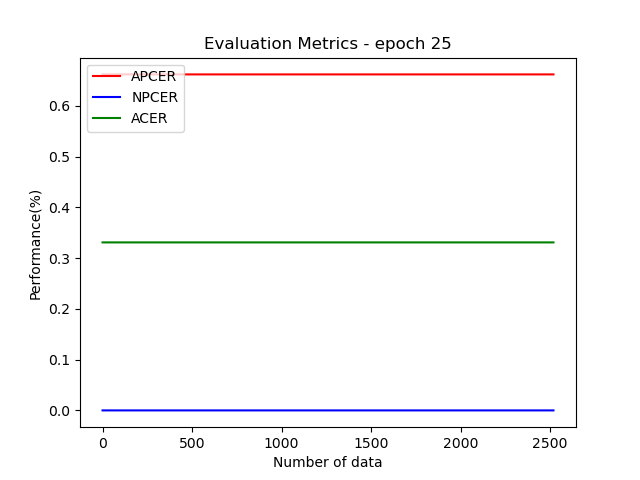 Evaluation Metrics - epoch 25
APCER
NPCER
ACER
Performance(%)
0.6
0.5
0.4
0.3
0.2
0.1
0.0
0 500 1000 1500 2000 2500
Number of data